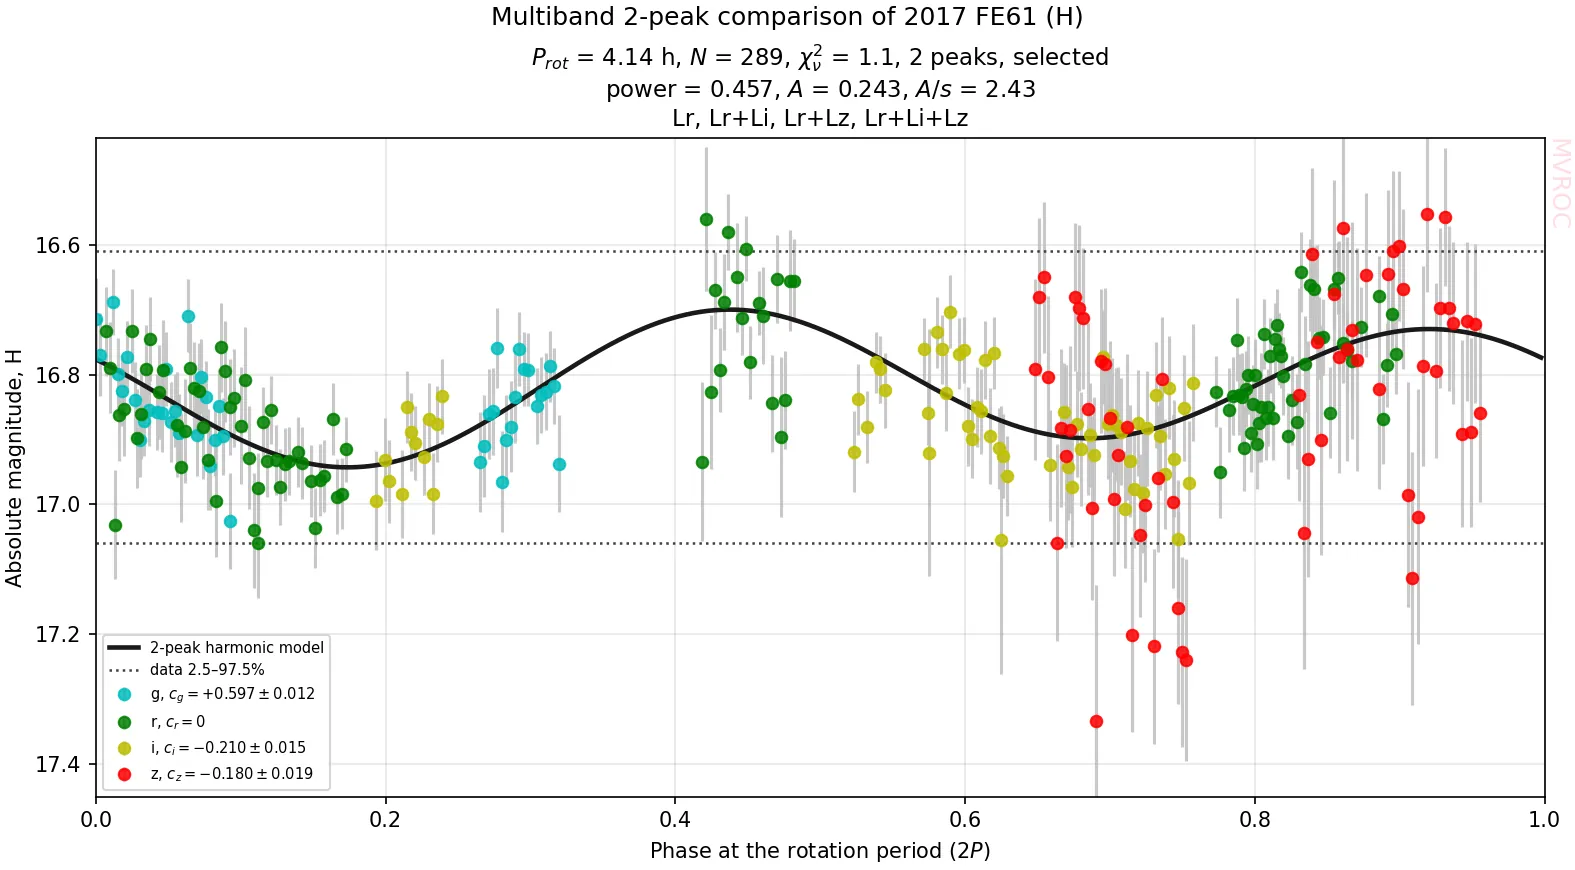 Multiband 2-peak comparison of 2017 FE61 (H)
P_rot = 4.14 h, N = 289, χ²_ν = 1.1, 2 peaks, selected
power = 0.457, A = 0.243, A/s = 2.43
Lr, Lr+Li, Lr+Lz, Lr+Li+Lz
MVROC
Absolute magnitude, H
16.6
16.8
17.0
17.2
17.4
2-peak harmonic model
data 2.5–97.5%
g, c_g = +0.597 ± 0.012
r, c_r = 0
i, c_i = −0.210 ± 0.015
z, c_z = −0.180 ± 0.019
0.0 0.2 0.4 0.6 0.8 1.0
Phase at the rotation period (2P)